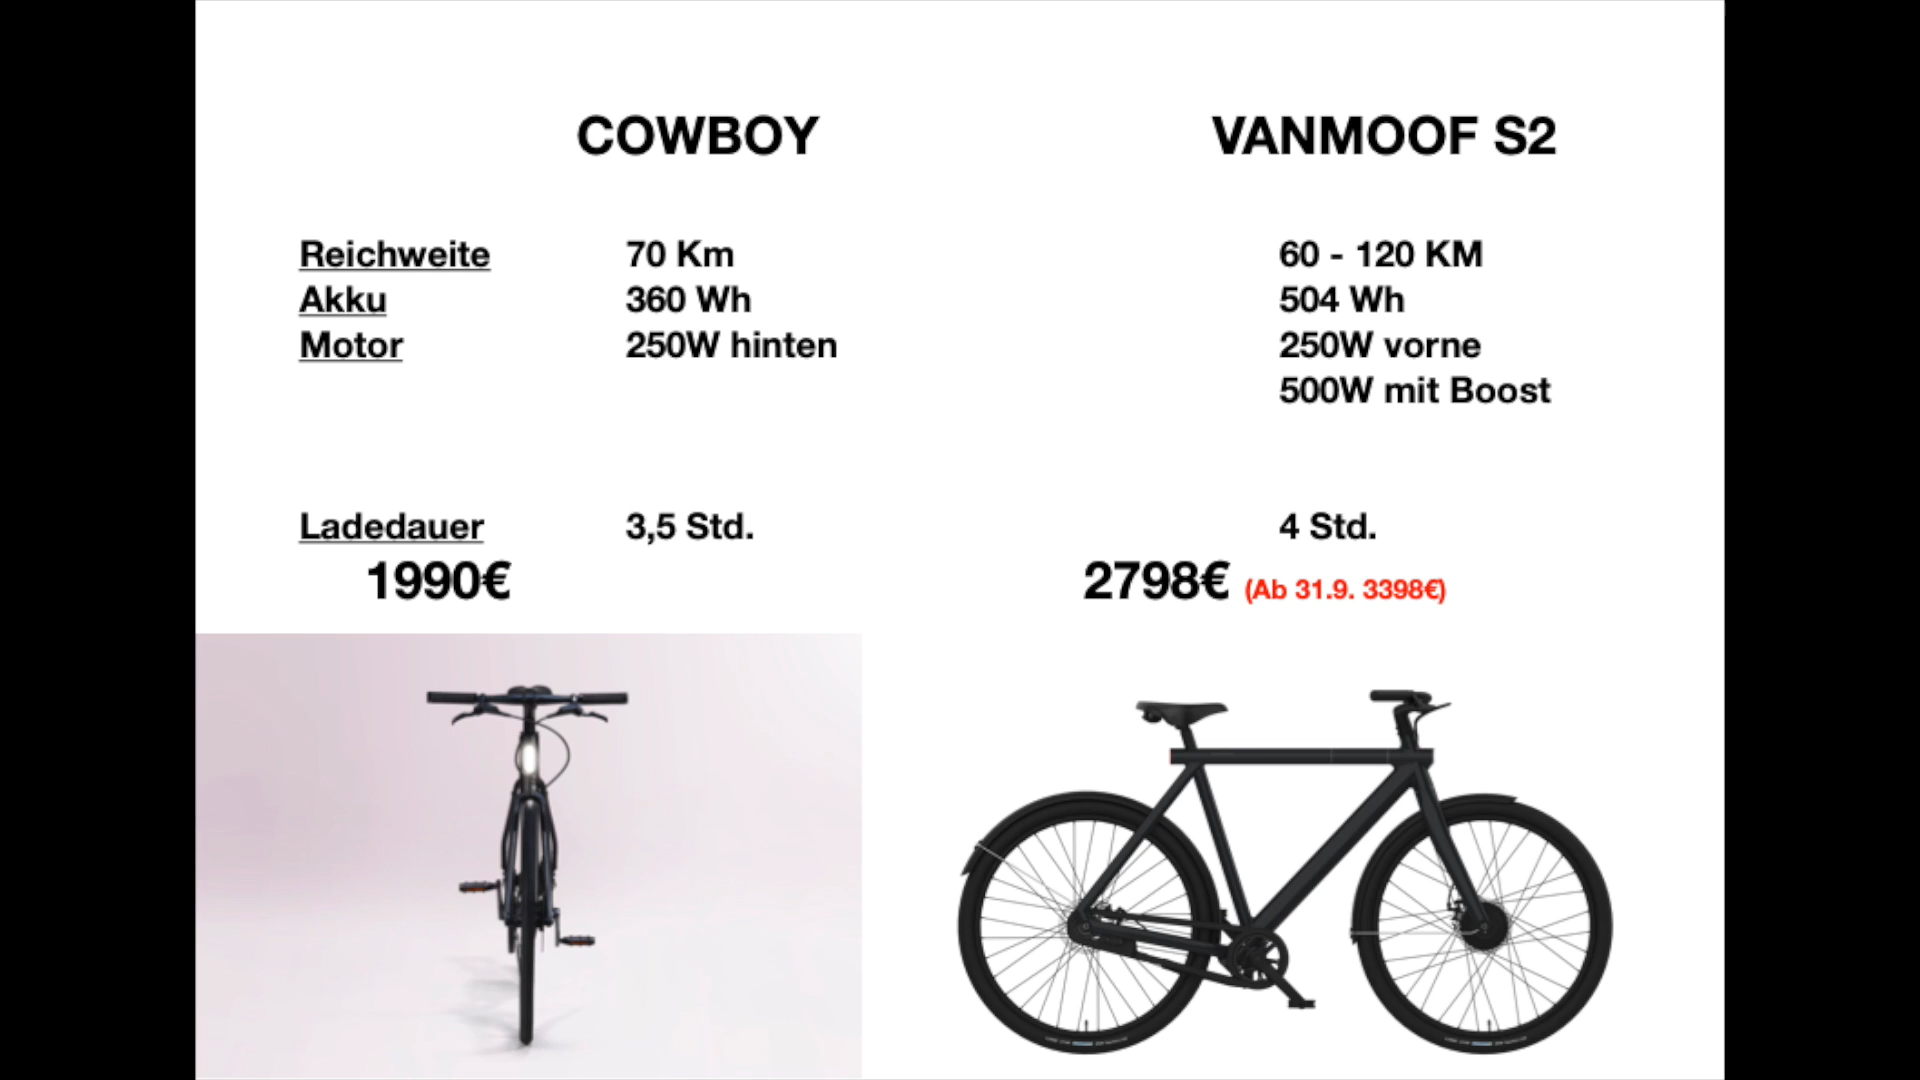 COWBOY VANMOOF S2
Reichweite 70 Km 60 - 120 KM
Akku 360 Wh 504 Wh
Motor 250W hinten 250W vorne
500W mit Boost
Ladedauer 3,5 Std. 4 Std.
1990€ 2798€ (Ab 31.9. 3398€)